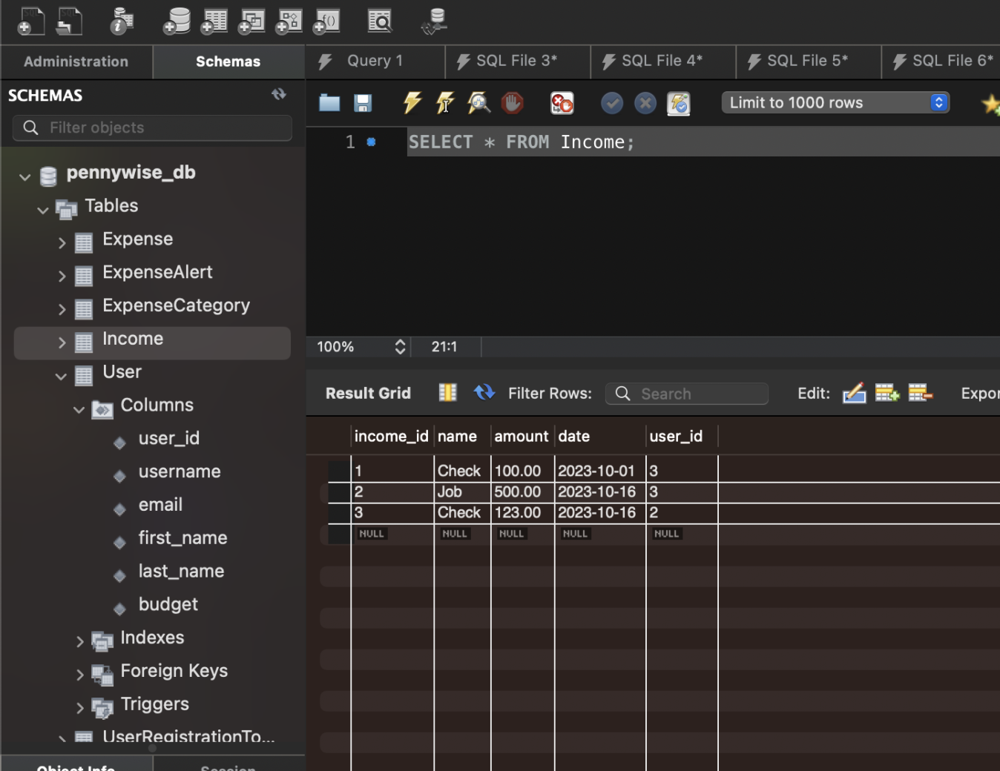 Administration
Schemas
Query 1
SQL File 3*
SQL File 4*
SQL File 5*
SQL File 6*
SCHEMAS
Filter objects
Limit to 1000 rows
1
SELECT * FROM Income;
pennywise_db
Tables
Expense
ExpenseAlert
ExpenseCategory
Income
User
Columns
user_id
username
email
first_name
last_name
budget
Indexes
Foreign Keys
Triggers
UserRegistrationTo...
Object Info
Session
100%
21:1
Result Grid
Filter Rows:
Search
Edit:
Expor
income_id name amount date user_id
1 Check 100.00 2023-10-01 3
2 Job 500.00 2023-10-16 3
3 Check 123.00 2023-10-16 2
NULL NULL NULL NULL NULL